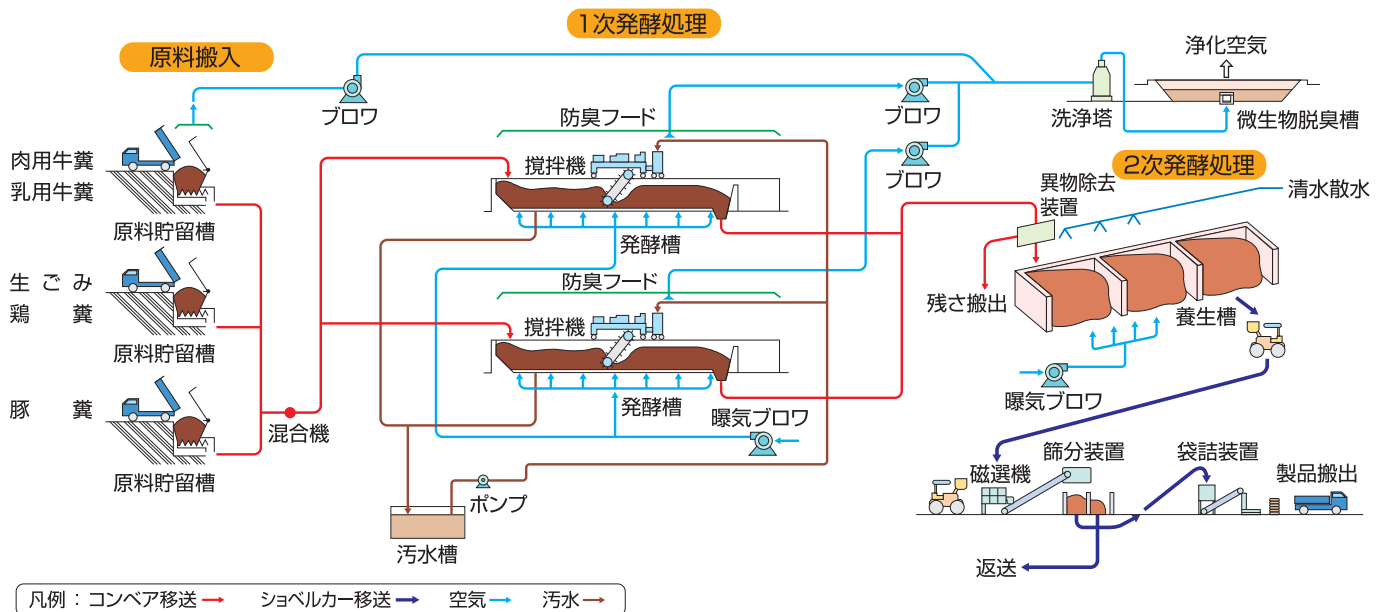 1次発酵処理
原料搬入
ブロワ
肉用牛糞
乳用牛糞
原料貯留槽
生ごみ
鶏糞
原料貯留槽
豚糞
原料貯留槽
混合機
防臭フード
撹拌機
発酵槽
防臭フード
撹拌機
発酵槽
曝気ブロワ
ポンプ
汚水槽
ブロワ
ブロワ
洗浄塔
浄化空気
微生物脱臭槽
2次発酵処理
異物除去
装置
清水散水
残さ搬出
養生槽
曝気ブロワ
磁選機
篩分装置
袋詰装置
製品搬出
返送
凡例：コンベア移送 ショベルカー移送 空気 汚水